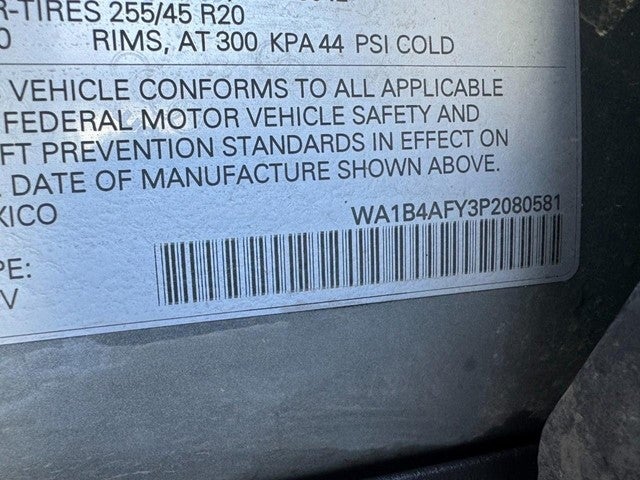 R-TIRES 255/45 R20
RIMS, AT 300 KPA 44 PSI COLD
VEHICLE CONFORMS TO ALL APPLICABLE
FEDERAL MOTOR VEHICLE SAFETY AND
FT PREVENTION STANDARDS IN EFFECT ON
DATE OF MANUFACTURE SHOWN ABOVE.
XICO WA1B4AFY3P2080581
PE:
V